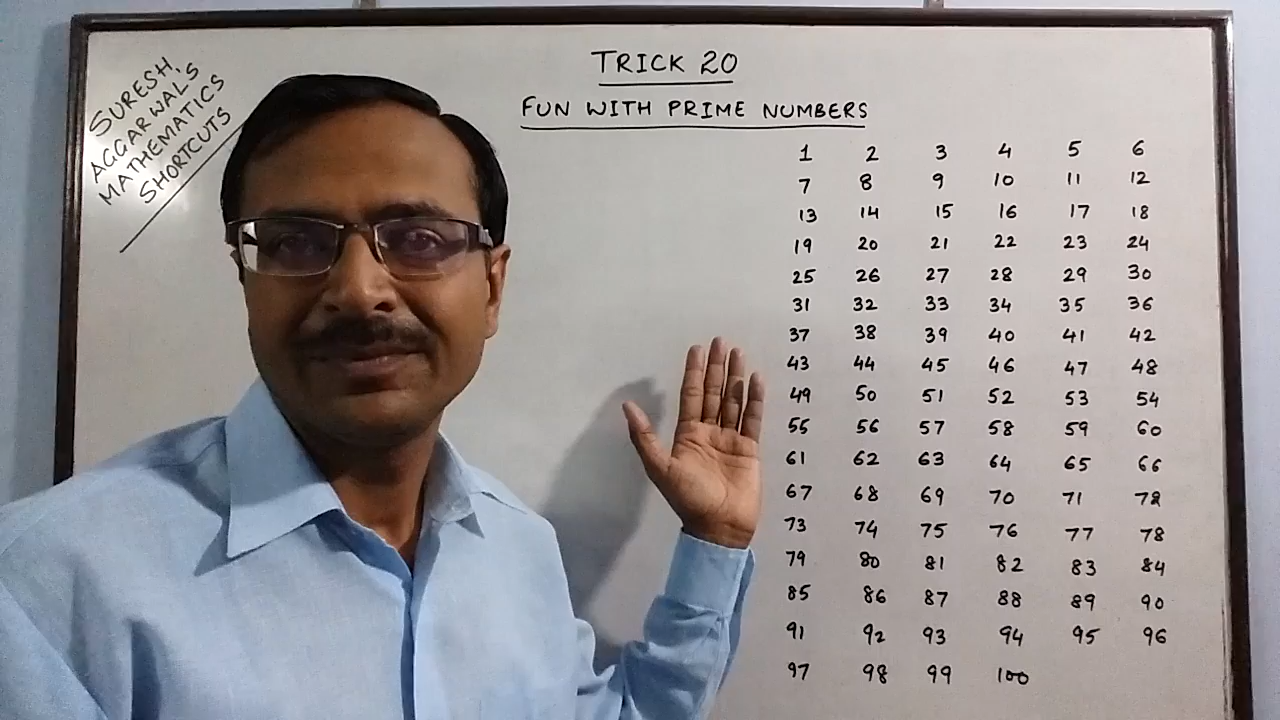 SURESH
AGGARWAL'S
MATHEMATICS
SHORTCUTS
TRICK 20
FUN WITH PRIME NUMBERS
1 2 3 4 5 6
7 8 9 10 11 12
13 14 15 16 17 18
19 20 21 22 23 24
25 26 27 28 29 30
31 32 33 34 35 36
37 38 39 40 41 42
43 44 45 46 47 48
49 50 51 52 53 54
55 56 57 58 59 60
61 62 63 64 65 66
67 68 69 70 71 72
73 74 75 76 77 78
79 80 81 82 83 84
85 86 87 88 89 90
91 92 93 94 95 96
97 98 99 100